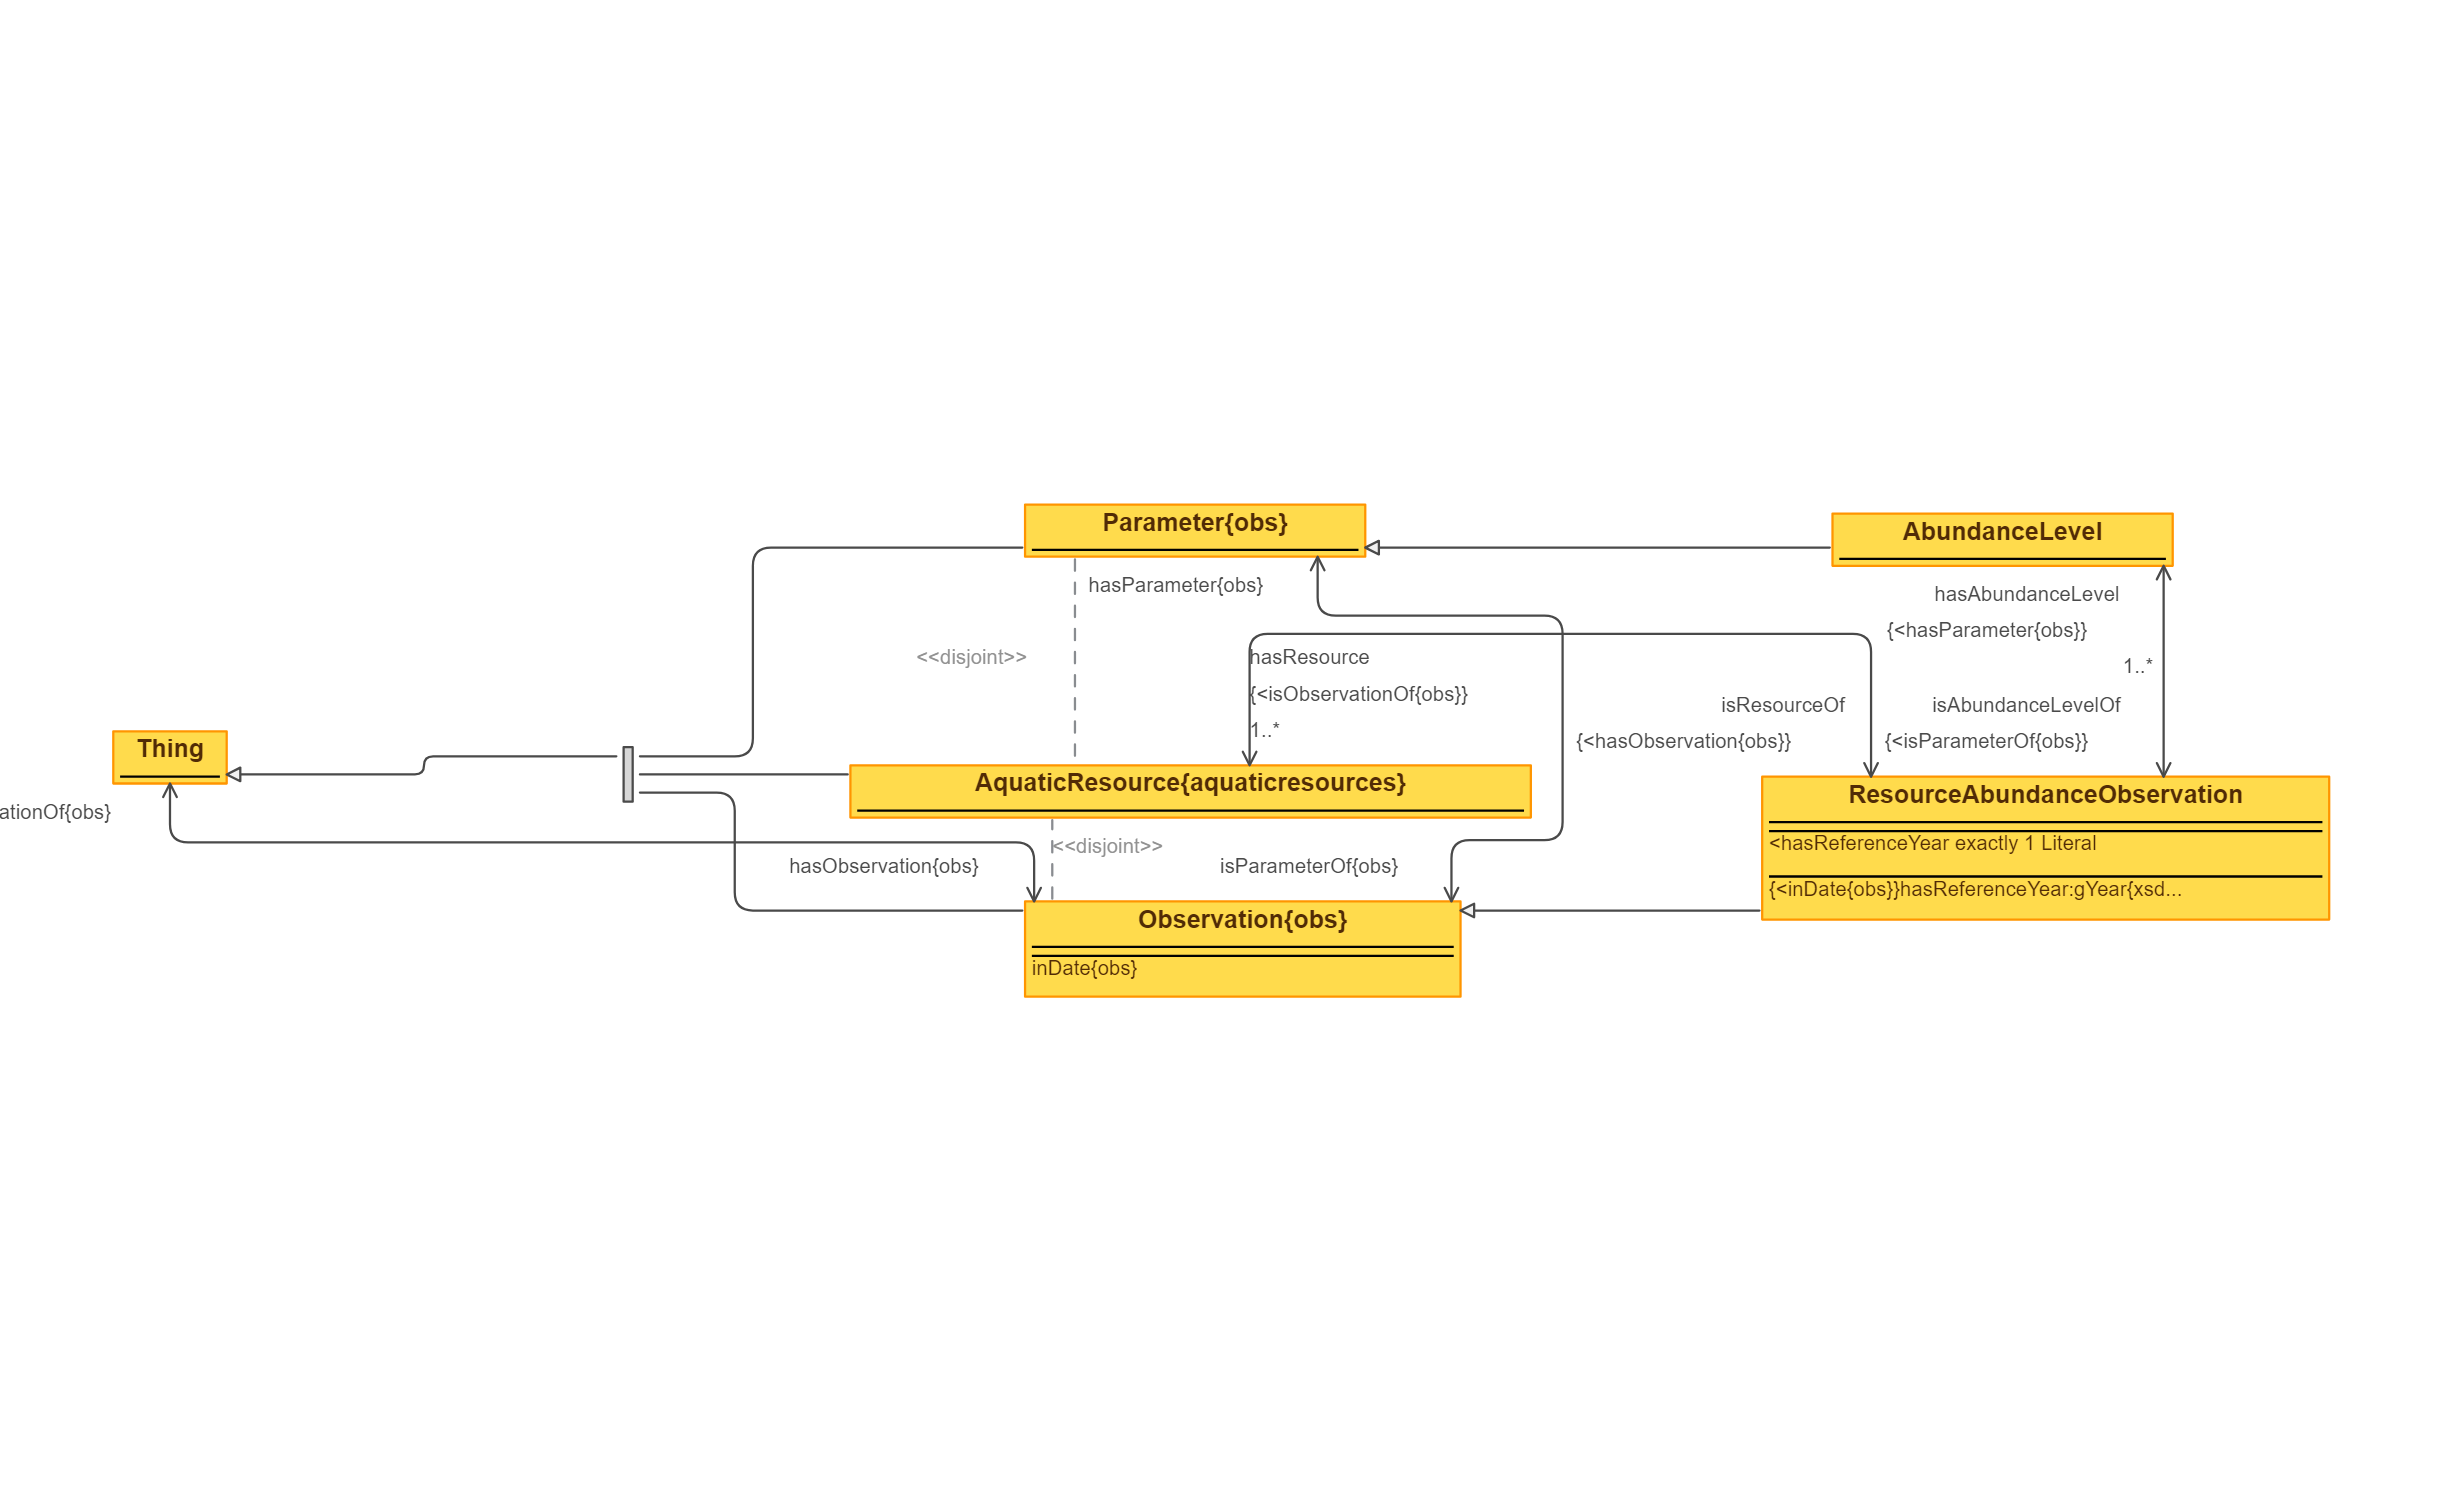 Parameter{obs}
AbundanceLevel
hasParameter{obs}
hasAbundanceLevel
{<hasParameter{obs}}
<<disjoint>>
hasResource
1..*
{<isObservationOf{obs}}
isResourceOf
isAbundanceLevelOf
1..*
{<hasObservation{obs}}
{<isParameterOf{obs}}
Thing
AquaticResource{aquaticresources}
ResourceAbundanceObservation
ationOf{obs}
<<disjoint>>
<hasReferenceYear exactly 1 Literal
hasObservation{obs}
isParameterOf{obs}
{<inDate{obs}}hasReferenceYear:gYear{xsd...
Observation{obs}
inDate{obs}